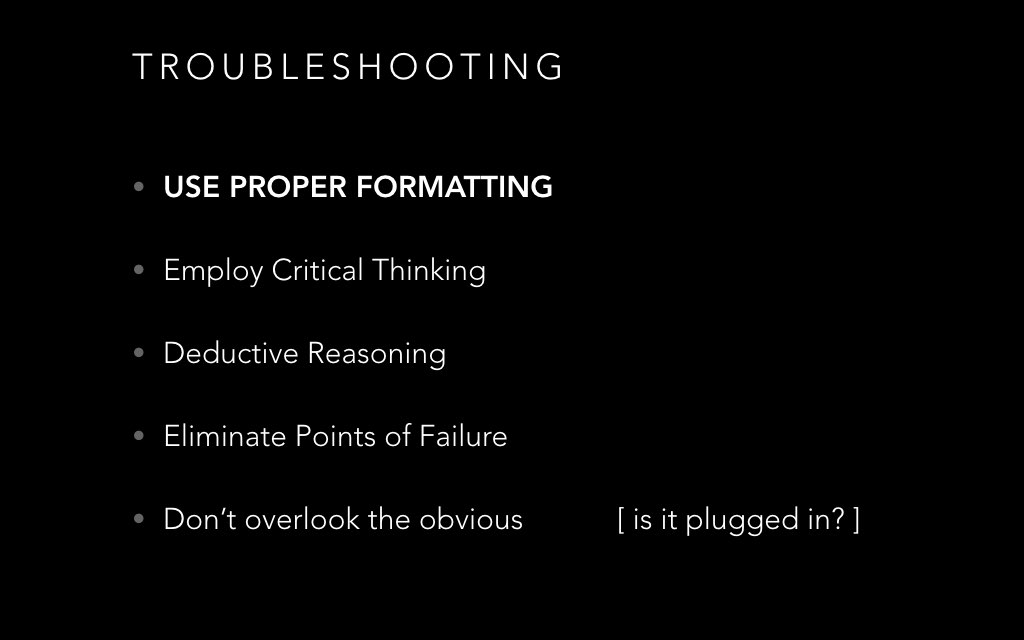 TROUBLESHOOTING
• USE PROPER FORMATTING
• Employ Critical Thinking
• Deductive Reasoning
• Eliminate Points of Failure
• Don’t overlook the obvious [ is it plugged in? ]